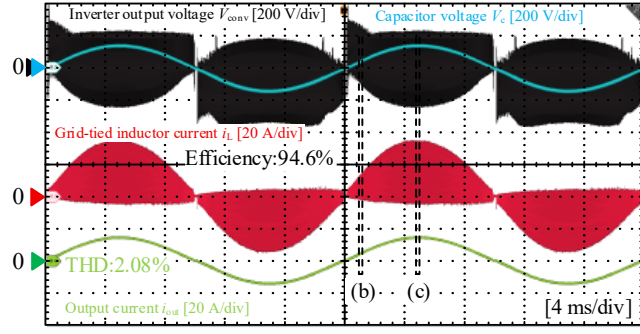 Inverter output voltage Vconv [200 V/div]
Capacitor voltage Vc [200 V/div]
0
Grid-tied inductor current iL [20 A/div]
Efficiency:94.6%
0
0
THD:2.08%
(b) (c)
Output current iout [20 A/div]
[4 ms/div]